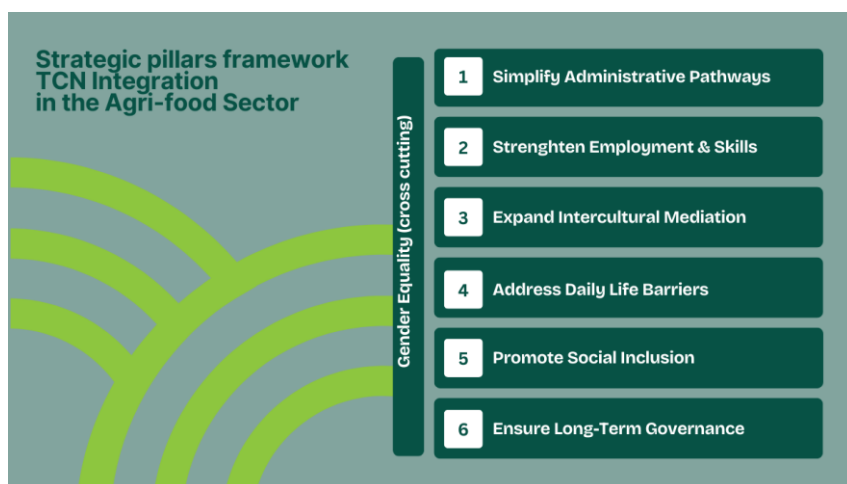 Strategic pillars framework
TCN Integration
in the Agri-food Sector
Gender Equality (cross cutting)
1 Simplify Administrative Pathways
2 Strenghten Employment & Skills
3 Expand Intercultural Mediation
4 Address Daily Life Barriers
5 Promote Social Inclusion
6 Ensure Long-Term Governance